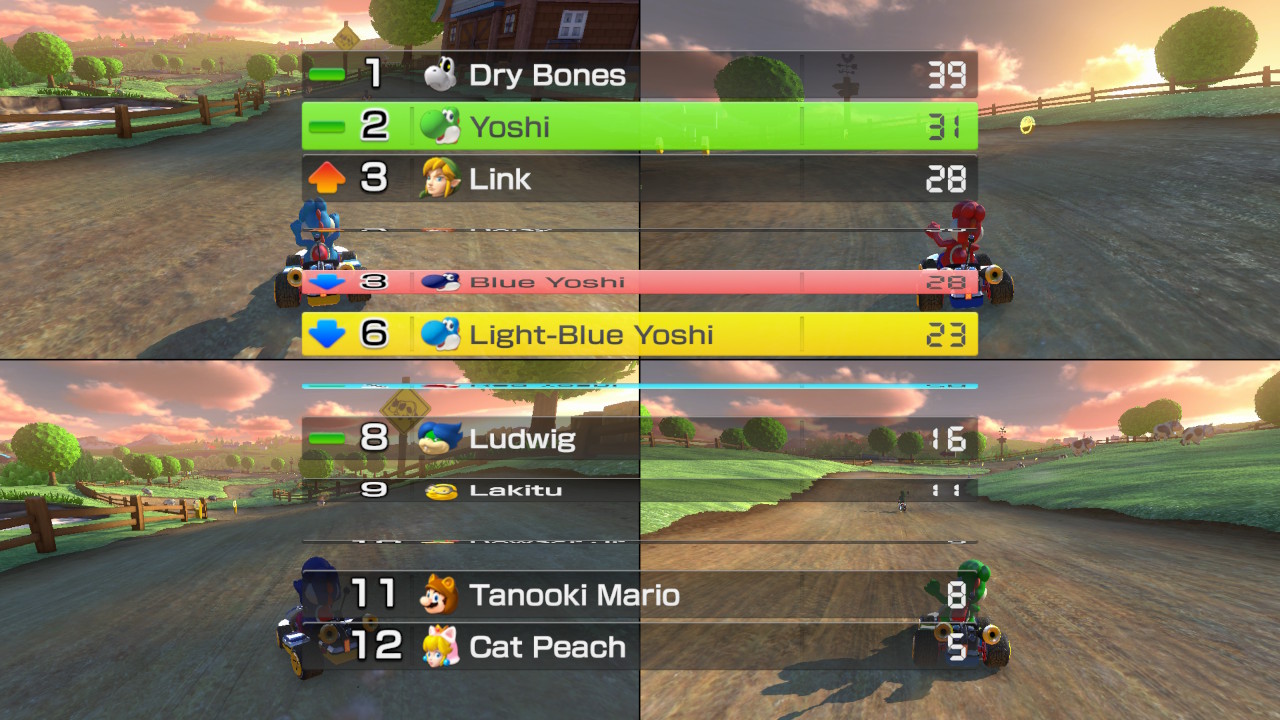 1 Dry Bones 39
2 Yoshi 31
3 Link 28
3 Blue Yoshi 28
6 Light-Blue Yoshi 23
8 Ludwig 16
9 Lakitu 11
11 Tanooki Mario 8
12 Cat Peach 5